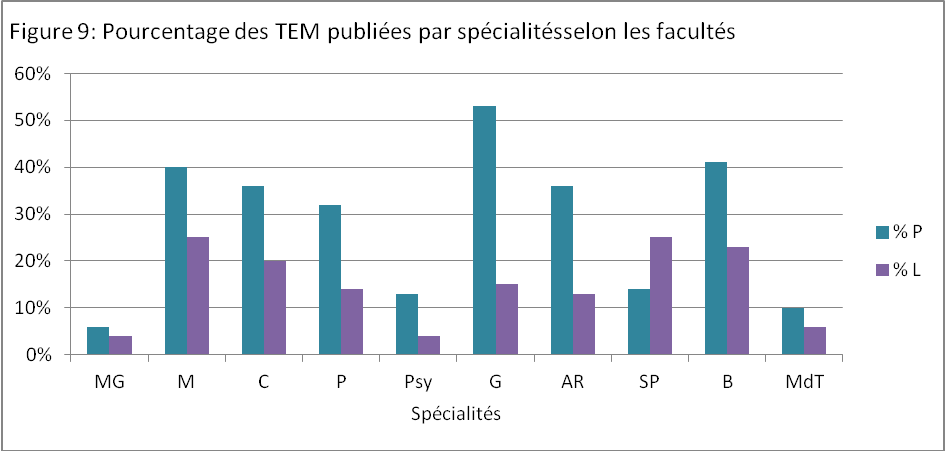 Figure 9: Pourcentage des TEM publiées par spécialitésselon les facultés
60%
50%
40%
30%
20%
10%
0%
MG M C P Psy G AR SP B MdT
Spécialités
% P
% L